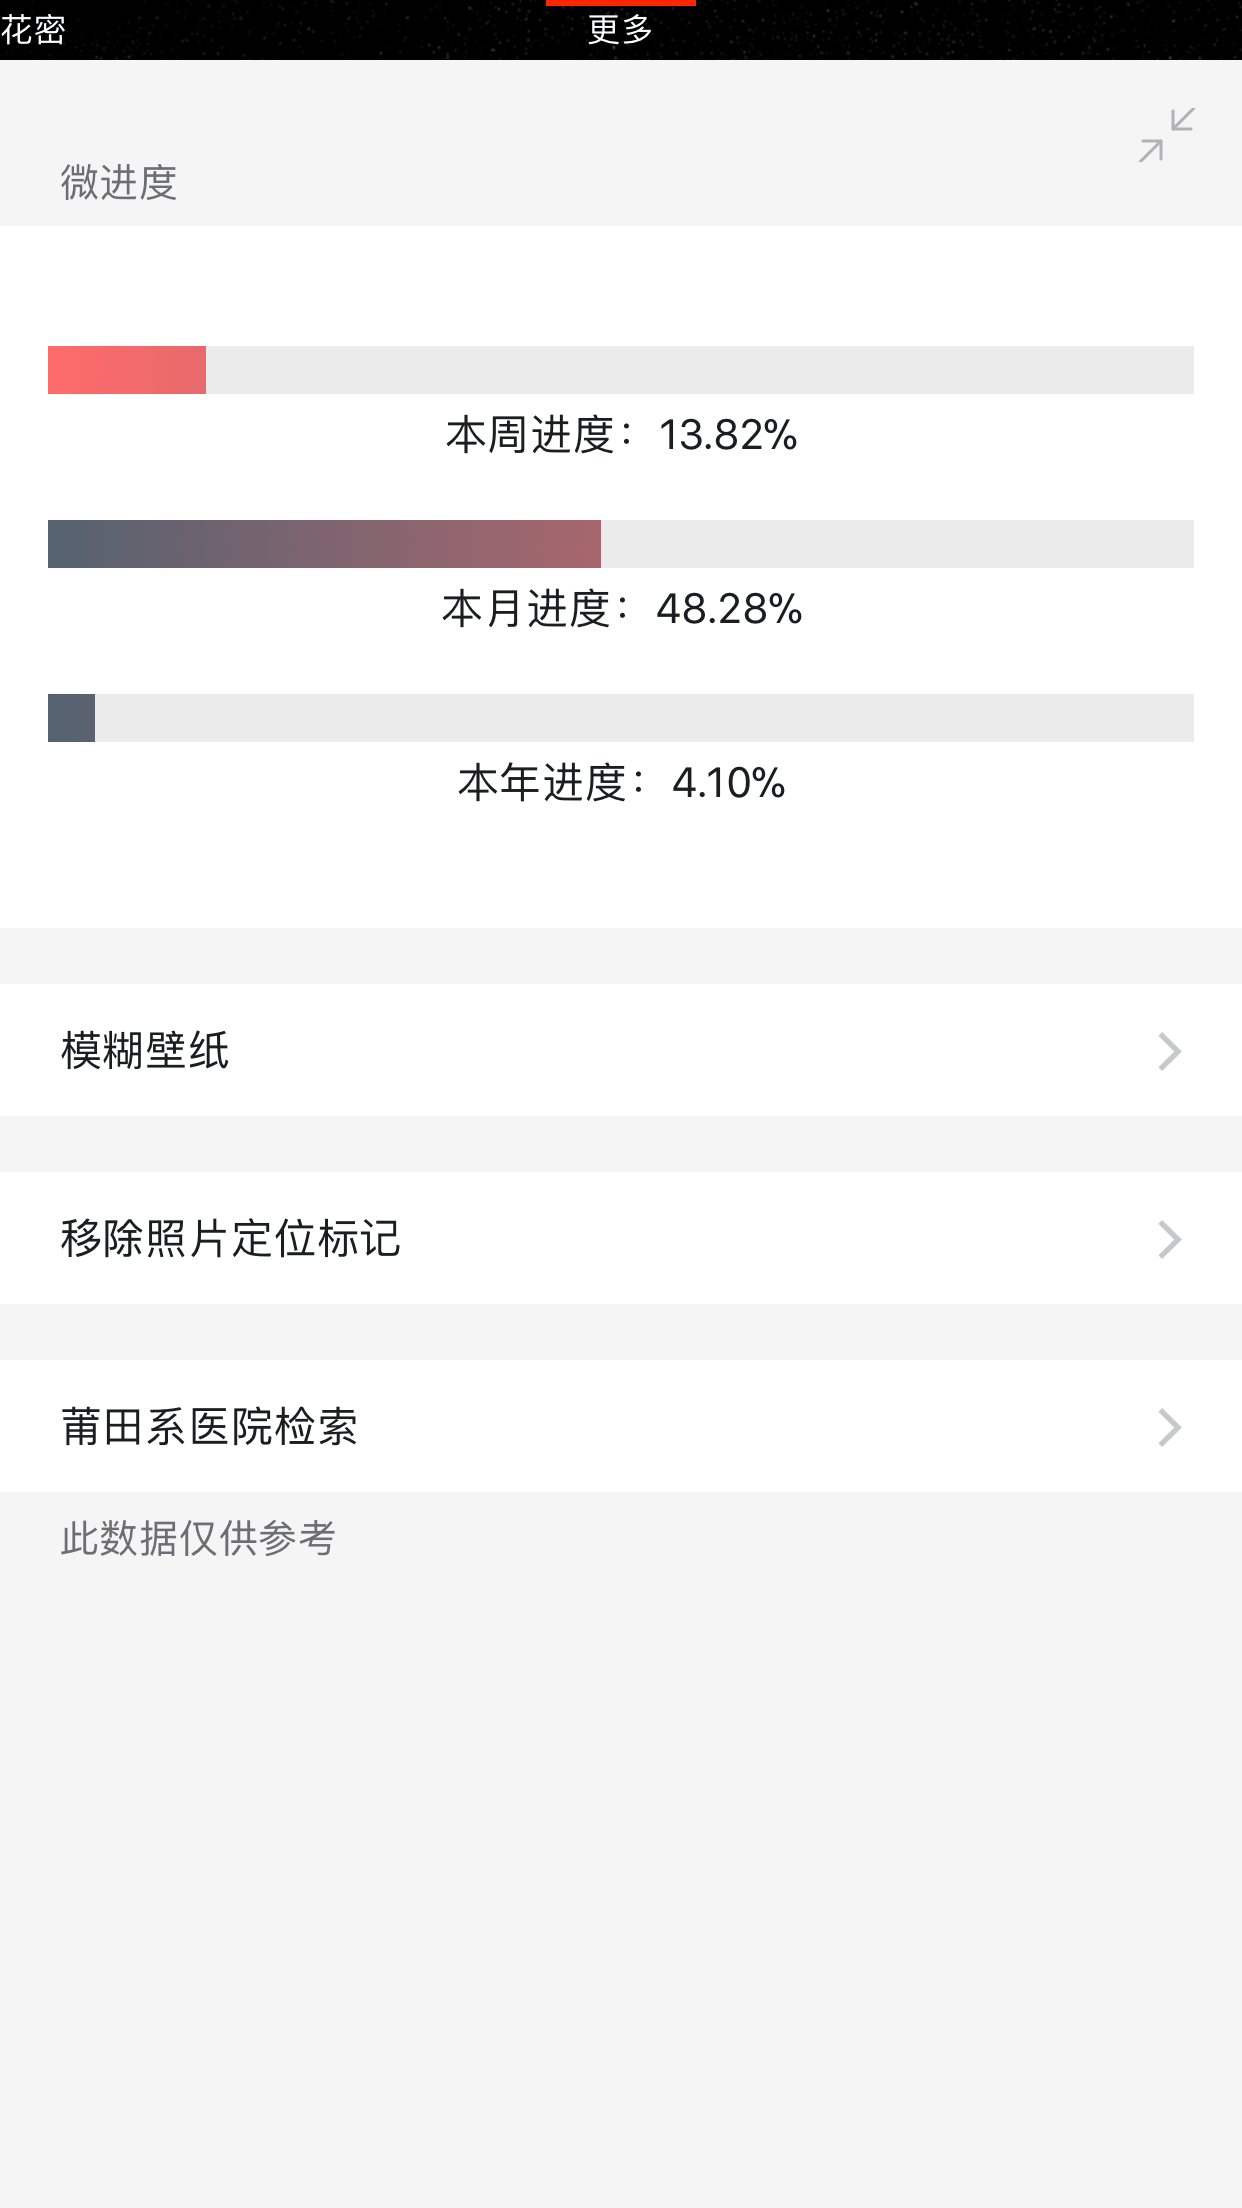 花密
更多
微进度
本周进度：13.82%
本月进度：48.28%
本年进度：4.10%
模糊壁纸
移除照片定位标记
莆田系医院检索
此数据仅供参考